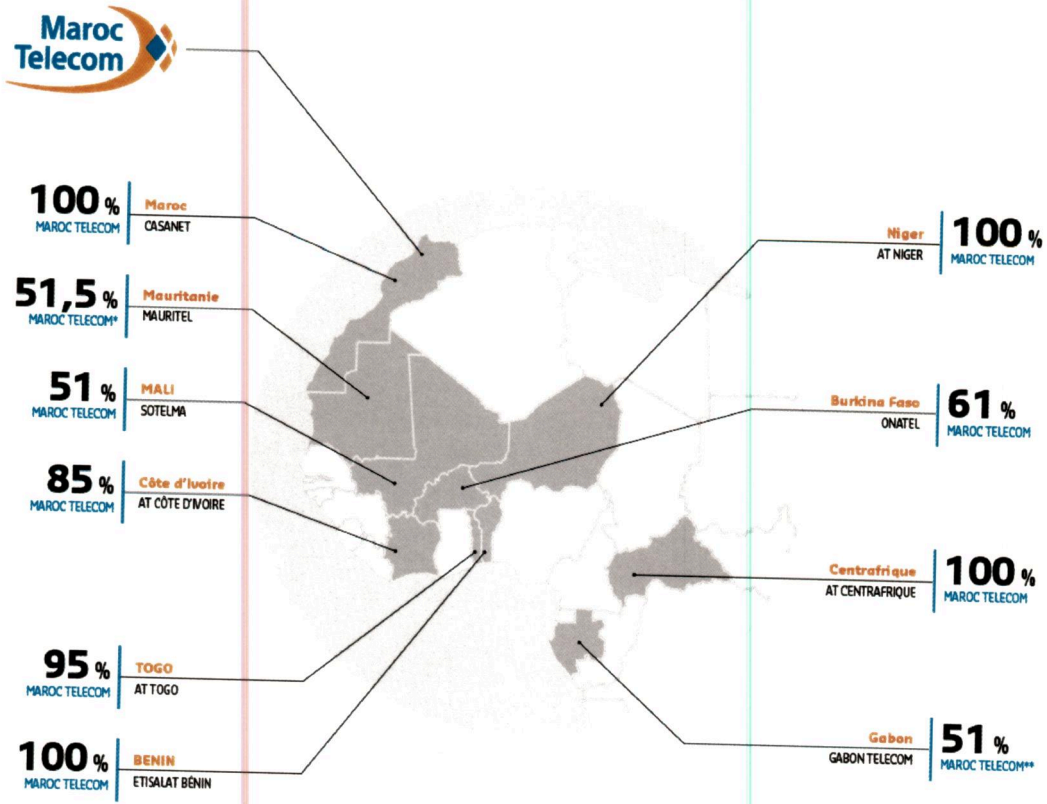 Maroc
Telecom
100 %
MAROC TELECOM
Maroc
CASANET
51,5 %
MAROC TELECOM*
Mauritanie
MAURITEL
51 %
MAROC TELECOM
MALI
SOTELMA
85 %
MAROC TELECOM
Côte d'Ivoire
AT CÔTE D'IVOIRE
95 %
MAROC TELECOM
TOGO
AT TOGO
100 %
MAROC TELECOM
BENIN
ETISALAT BÉNIN
Niger
AT NIGER
100 %
MAROC TELECOM
Burkina Faso
ONATEL
61 %
MAROC TELECOM
Centrafrique
AT CENTRAFRIQUE
100 %
MAROC TELECOM
Gabon
GABON TELECOM
51 %
MAROC TELECOM**